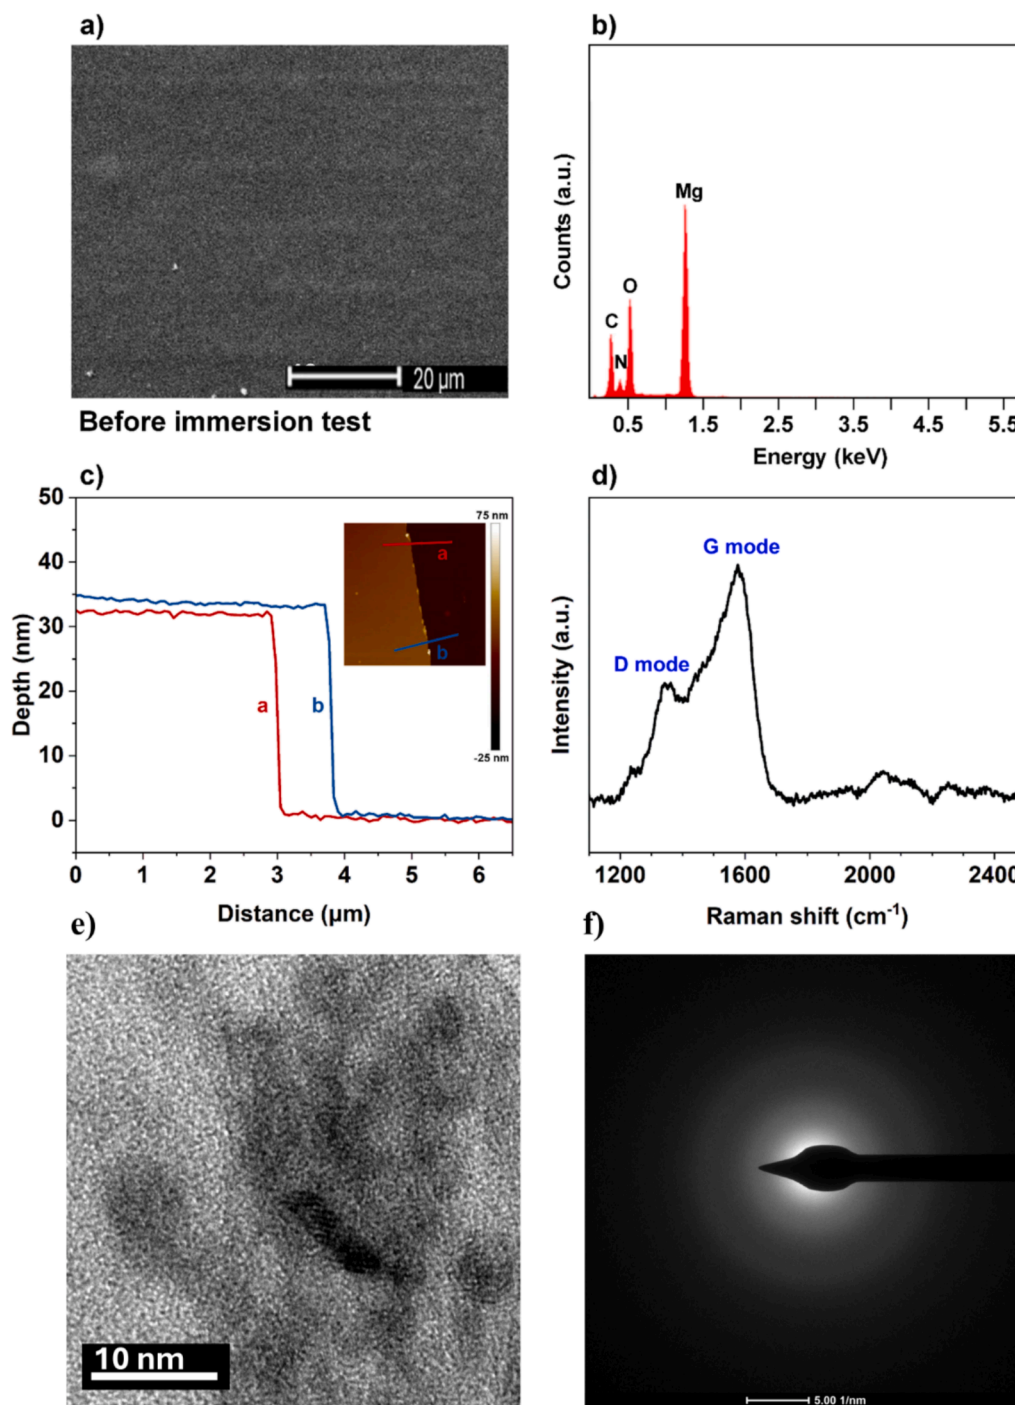 a)
20 µm
Before immersion test
b)
Counts (a.u.)
Mg
O
C
N
0.5 1.5 2.5 3.5 4.5 5.5
Energy (keV)
c)
50
40
30
20
10
0
Depth (nm)
75 nm
-25 nm
a
b
a
b
0 1 2 3 4 5 6
Distance (µm)
d)
Intensity (a.u.)
G mode
D mode
1200 1600 2000 2400
Raman shift (cm⁻¹)
e)
10 nm
f)
5.00 1/nm